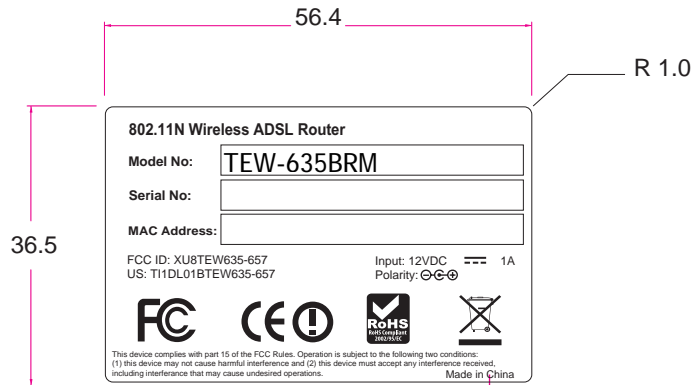 56.4
R 1.0
36.5
802.11N Wireless ADSL Router
Model No: TEW-635BRM
Serial No:
MAC Address:
FCC ID: XU8TEW635-657
US: TI1DL01BTEW635-657
Input: 12VDC 1A
Polarity:
FC CE
RoHS
RoHS Compliant
2002/95/EC
This device complies with part 15 of the FCC Rules. Operation is subject to the following two conditions:
(1) this device may not cause harmful interference and (2) this device must accept any interference received,
including interferance that may cause undesired operations.
Made in China